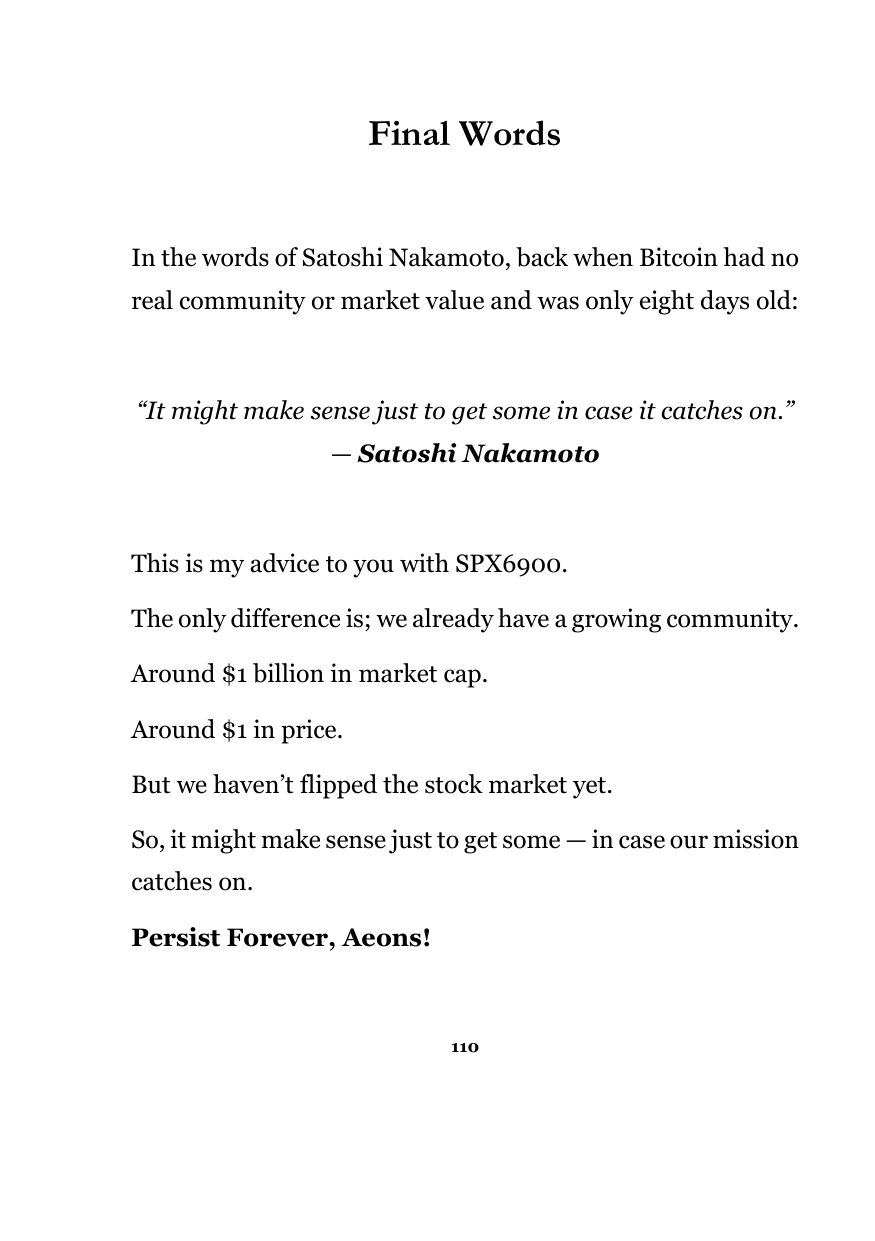 Final Words
In the words of Satoshi Nakamoto, back when Bitcoin had no
real community or market value and was only eight days old:
“It might make sense just to get some in case it catches on.”
— Satoshi Nakamoto
This is my advice to you with SPX6900.
The only difference is; we already have a growing community.
Around $1 billion in market cap.
Around $1 in price.
But we haven’t flipped the stock market yet.
So, it might make sense just to get some — in case our mission
catches on.
Persist Forever, Aeons!
110